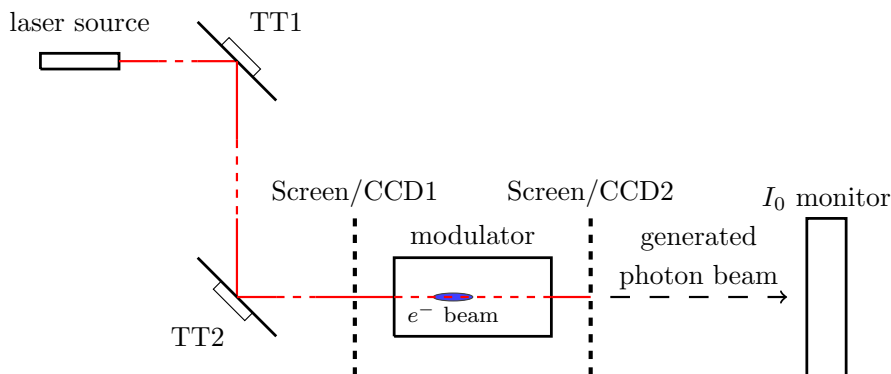 laser source
TT1
Screen/CCD1
Screen/CCD2
I₀ monitor
modulator
generated
photon beam
e⁻ beam
TT2